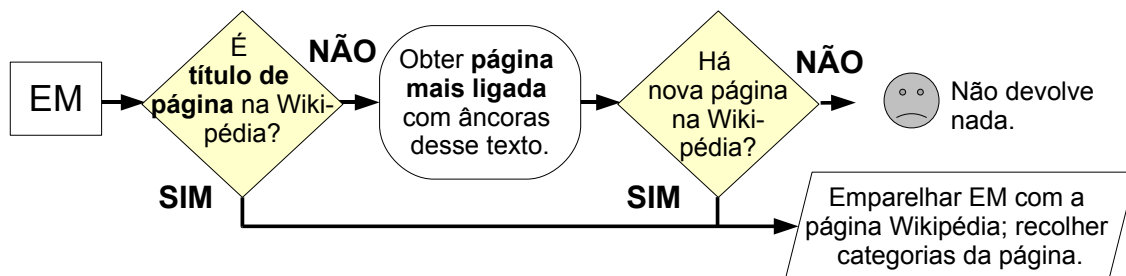 EM
É
título de
página na Wiki-
pédia?
NÃO
SIM
Obter página
mais ligada
com âncoras
desse texto.
Há
nova página
na Wiki-
pédia?
NÃO
SIM
Não devolve
nada.
Emparelhar EM com a
página Wikipédia; recolher
categorias da página.